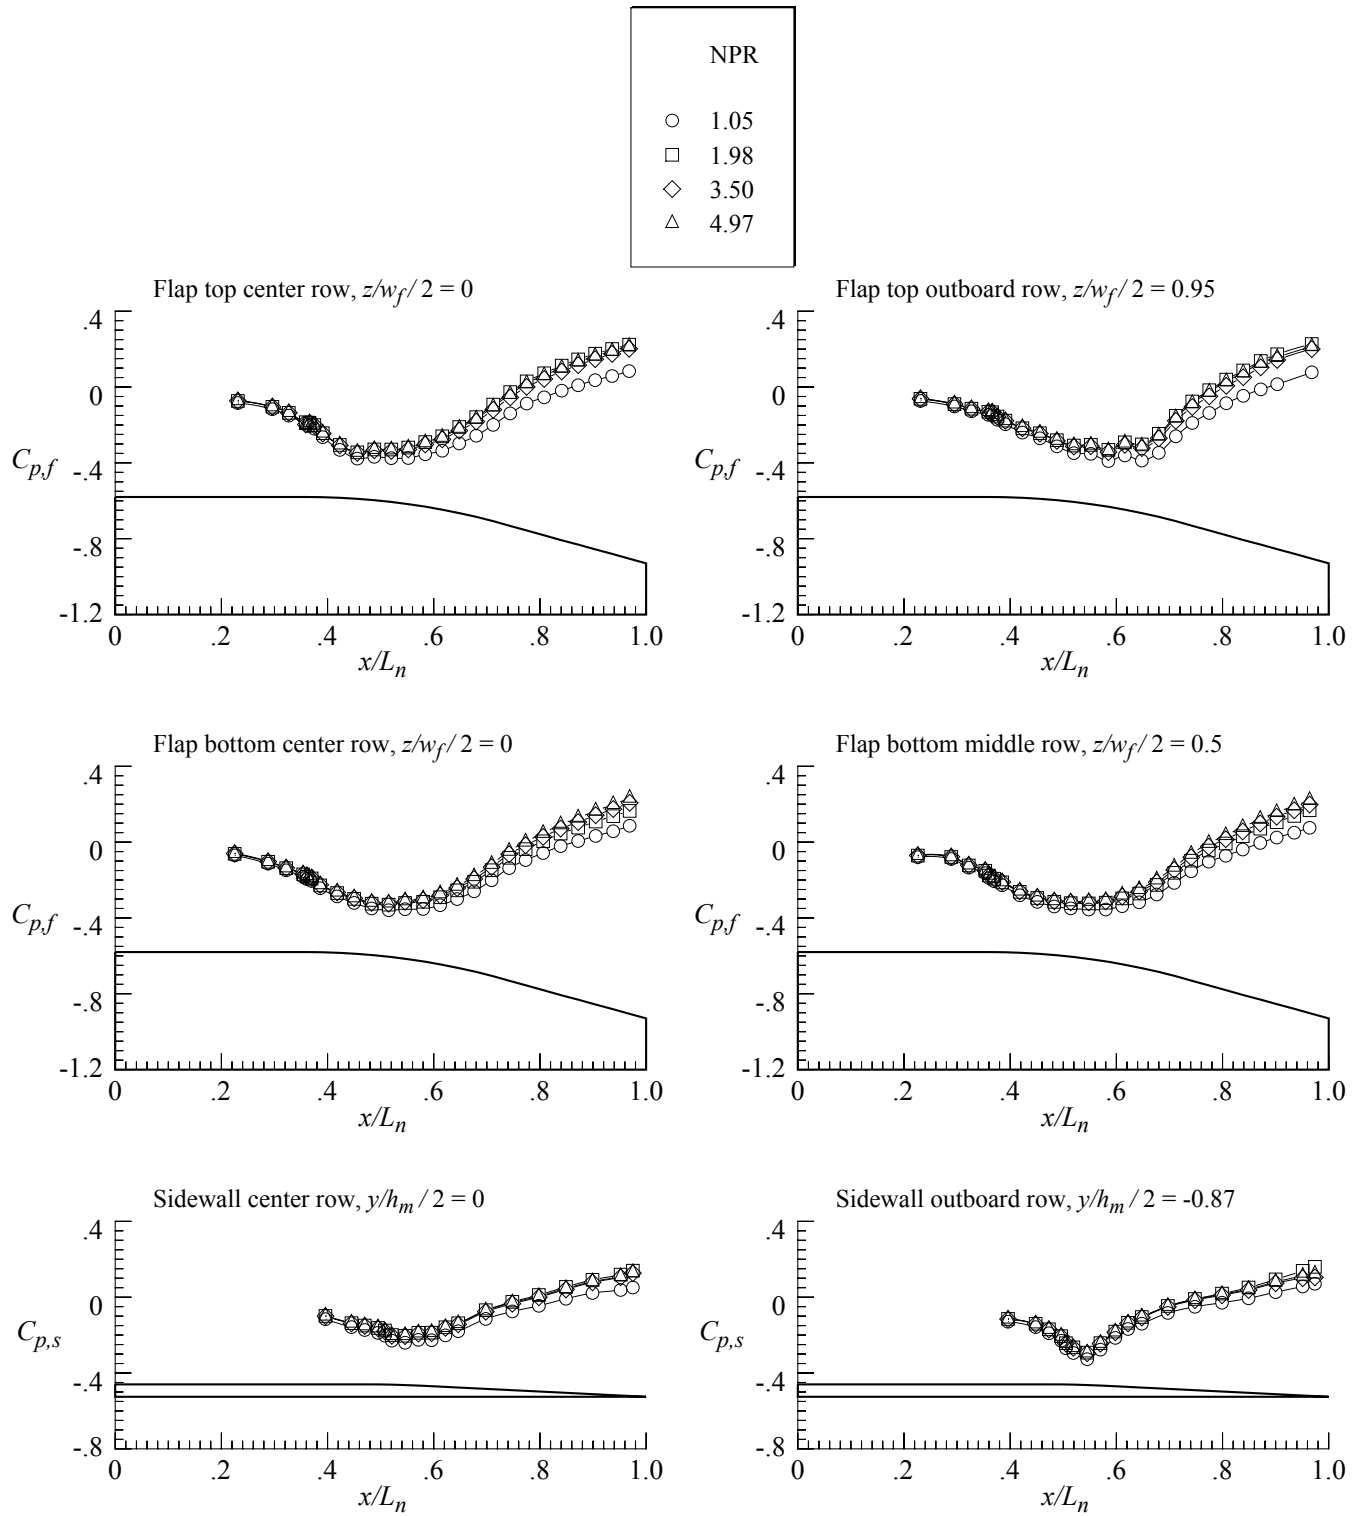 NPR
1.05
1.98
3.50
4.97
Flap top center row, z/w_f / 2 = 0
.4
0
-.4
-.8
-1.2
C_p,f
0 .2 .4 .6 .8 1.0
x/L_n
Flap top outboard row, z/w_f / 2 = 0.95
.4
0
-.4
-.8
-1.2
C_p,f
0 .2 .4 .6 .8 1.0
x/L_n
Flap bottom center row, z/w_f / 2 = 0
.4
0
-.4
-.8
-1.2
C_p,f
0 .2 .4 .6 .8 1.0
x/L_n
Flap bottom middle row, z/w_f / 2 = 0.5
.4
0
-.4
-.8
-1.2
C_p,f
0 .2 .4 .6 .8 1.0
x/L_n
Sidewall center row, y/h_m / 2 = 0
.4
0
-.4
-.8
C_p,s
0 .2 .4 .6 .8 1.0
x/L_n
Sidewall outboard row, y/h_m / 2 = -0.87
.4
0
-.4
-.8
C_p,s
0 .2 .4 .6 .8 1.0
x/L_n